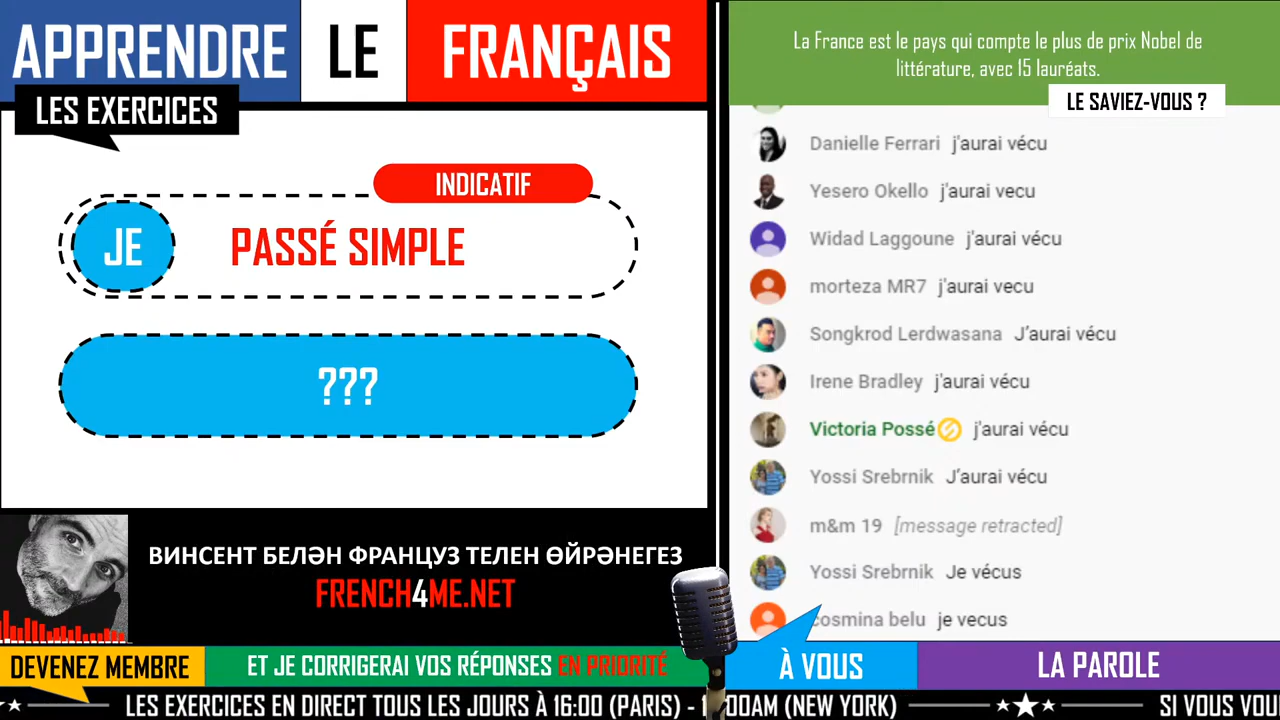 APPRENDRE LE FRANÇAIS
LES EXERCICES
INDICATIF
JE PASSÉ SIMPLE
???
ВИНСЕНТ БЕЛӘН ФРАНЦУЗ ТЕЛЕН ӨЙРӘНЕГЕЗ
FRENCH4ME.NET
DEVENEZ MEMBRE
ET JE CORRIGERAI VOS RÉPONSES EN PRIORITÉ
La France est le pays qui compte le plus de prix Nobel de
littérature, avec 15 lauréats.
LE SAVIEZ-VOUS ?
Danielle Ferrari j'aurai vécu
Yesero Okello j'aurai vecu
Widad Laggoune j'aurai vécu
morteza MR7 j'aurai vecu
Songkrod Lerdwasana J'aurai vécu
Irene Bradley j'aurai vécu
Victoria Possé j'aurai vécu
Yossi Srebrnik J'aurai vécu
m&m 19 [message retracted]
Yossi Srebrnik Je vécus
cosmina belu je vecus
À VOUS
LA PAROLE
LES EXERCICES EN DIRECT TOUS LES JOURS À 16:00 (PARIS) - :00AM (NEW YORK) SI VOUS VOU